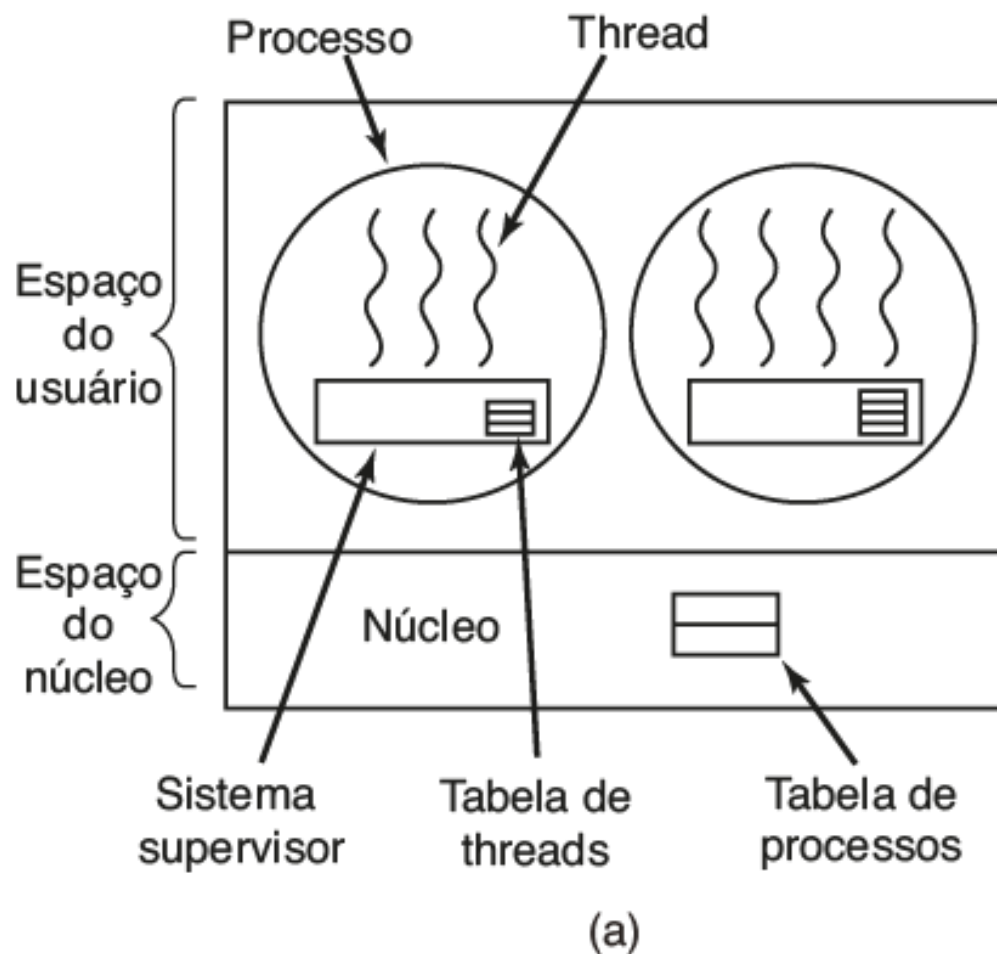 Processo
Thread
Espaço
do
usuário
Espaço
do
núcleo
Núcleo
Sistema
supervisor
Tabela de
threads
Tabela de
processos
(a)